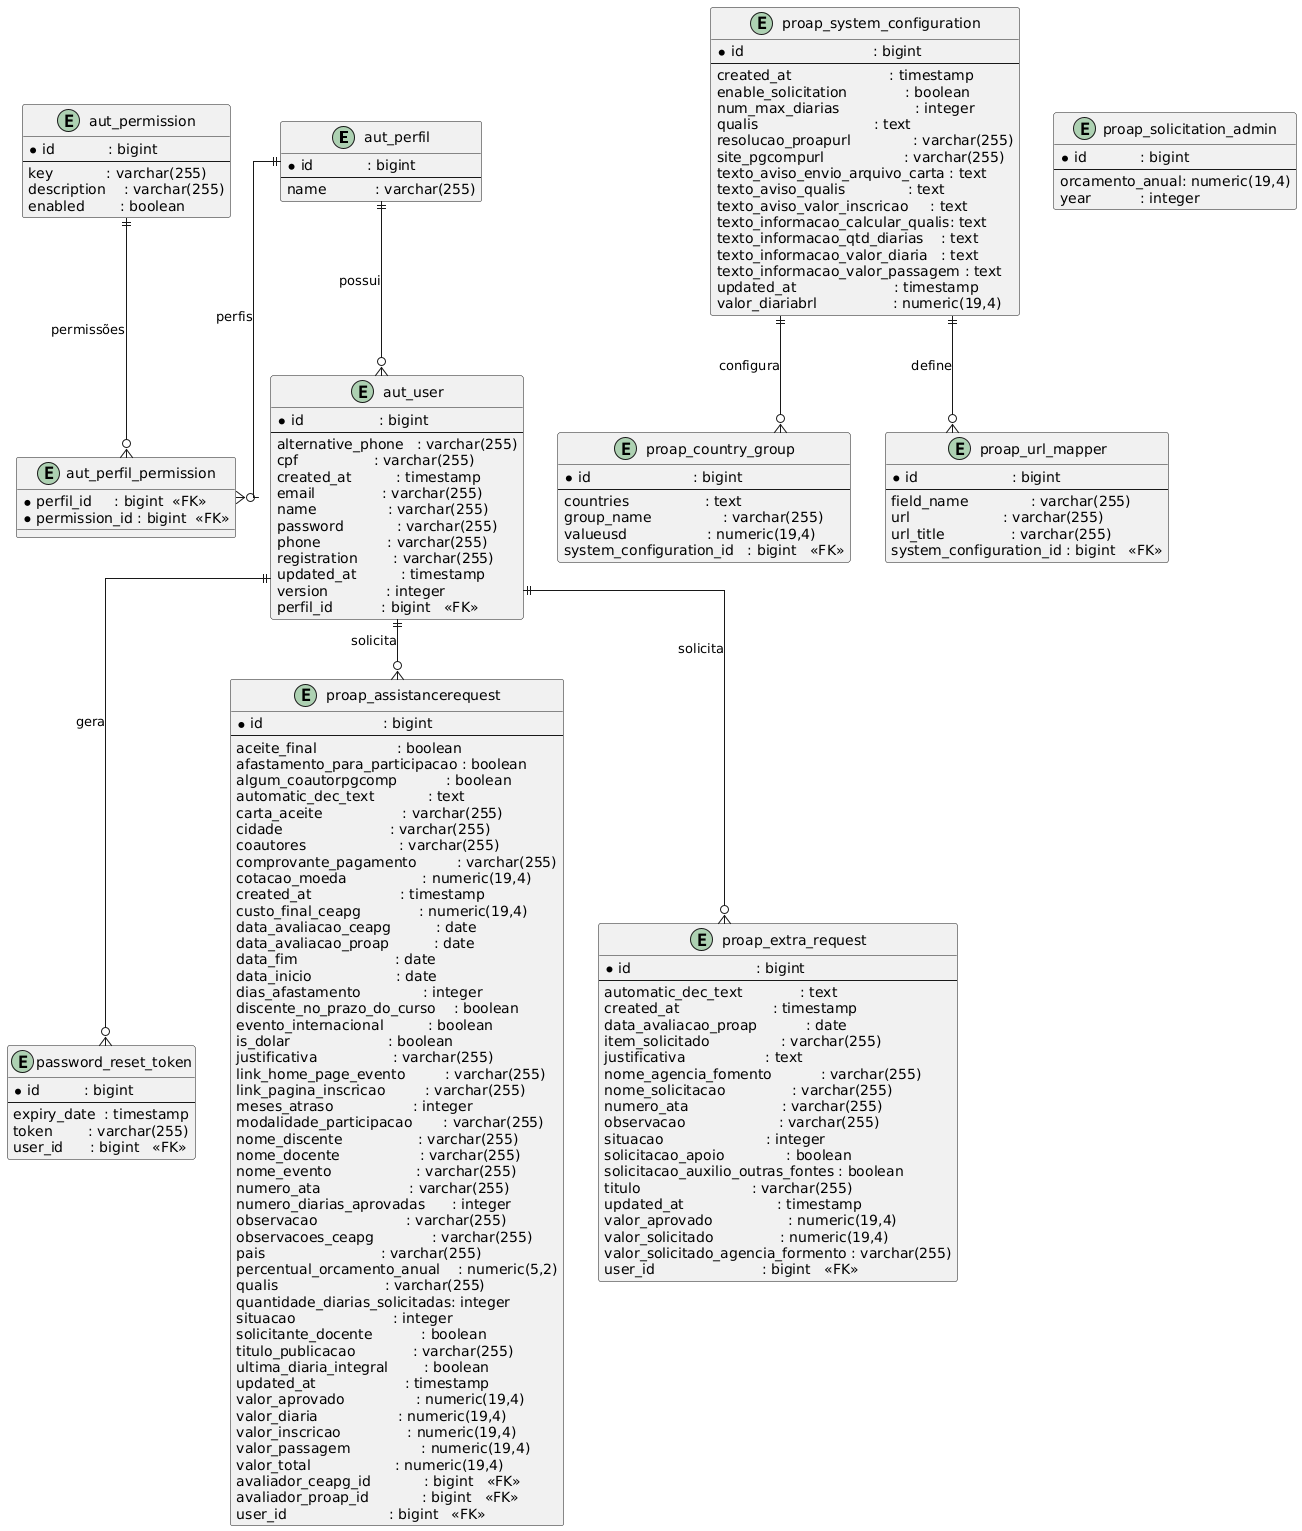 E proap_system_configuration
* id : bigint
created_at : timestamp
enable_solicitation : boolean
num_max_diarias : integer
qualis : text
resolucao_proapurl : varchar(255)
site_pgcompurl : varchar(255)
texto_aviso_envio_arquivo_carta : text
texto_aviso_qualis : text
texto_aviso_valor_inscricao : text
texto_informacao_calcular_qualis: text
texto_informacao_qtd_diarias : text
texto_informacao_valor_diaria : text
texto_informacao_valor_passagem : text
updated_at : timestamp
valor_diariabrl : numeric(19,4)
E proap_solicitation_admin
* id : bigint
orcamento_anual: numeric(19,4)
year : integer
E aut_permission
* id : bigint
key : varchar(255)
description : varchar(255)
enabled : boolean
E aut_perfil
* id : bigint
name : varchar(255)
permissões
perfis
possui
configura
define
E aut_perfil_permission
* perfil_id : bigint «FK»
* permission_id : bigint «FK»
E aut_user
* id : bigint
alternative_phone : varchar(255)
cpf : varchar(255)
created_at : timestamp
email : varchar(255)
name : varchar(255)
password : varchar(255)
phone : varchar(255)
registration : varchar(255)
updated_at : timestamp
version : integer
perfil_id : bigint «FK»
E proap_country_group
* id : bigint
countries : text
group_name : varchar(255)
valueusd : numeric(19,4)
system_configuration_id : bigint «FK»
E proap_url_mapper
* id : bigint
field_name : varchar(255)
url : varchar(255)
url_title : varchar(255)
system_configuration_id : bigint «FK»
gera
solicita
solicita
E password_reset_token
* id : bigint
expiry_date : timestamp
token : varchar(255)
user_id : bigint «FK»
E proap_assistancerequest
* id : bigint
aceite_final : boolean
afastamento_para_participacao : boolean
algum_coautorpgcomp : boolean
automatic_dec_text : text
carta_aceite : varchar(255)
cidade : varchar(255)
coautores : varchar(255)
comprovante_pagamento : varchar(255)
cotacao_moeda : numeric(19,4)
created_at : timestamp
custo_final_ceapg : numeric(19,4)
data_avaliacao_ceapg : date
data_avaliacao_proap : date
data_fim : date
data_inicio : date
dias_afastamento : integer
discente_no_prazo_do_curso : boolean
evento_internacional : boolean
is_dolar : boolean
justificativa : varchar(255)
link_home_page_evento : varchar(255)
link_pagina_inscricao : varchar(255)
meses_atraso : integer
modalidade_participacao : varchar(255)
nome_discente : varchar(255)
nome_docente : varchar(255)
nome_evento : varchar(255)
numero_ata : varchar(255)
numero_diarias_aprovadas : integer
observacao : varchar(255)
observacoes_ceapg : varchar(255)
pais : varchar(255)
percentual_orcamento_anual : numeric(5,2)
qualis : varchar(255)
quantidade_diarias_solicitadas: integer
situacao : integer
solicitante_docente : boolean
titulo_publicacao : varchar(255)
ultima_diaria_integral : boolean
updated_at : timestamp
valor_aprovado : numeric(19,4)
valor_diaria : numeric(19,4)
valor_inscricao : numeric(19,4)
valor_passagem : numeric(19,4)
valor_total : numeric(19,4)
avaliador_ceapg_id : bigint «FK»
avaliador_proap_id : bigint «FK»
user_id : bigint «FK»
E proap_extra_request
* id : bigint
automatic_dec_text : text
created_at : timestamp
data_avaliacao_proap : date
item_solicitado : varchar(255)
justificativa : text
nome_agencia_fomento : varchar(255)
nome_solicitacao : varchar(255)
numero_ata : varchar(255)
observacao : varchar(255)
situacao : integer
solicitacao_apoio : boolean
solicitacao_auxilio_outras_fontes : boolean
titulo : varchar(255)
updated_at : timestamp
valor_aprovado : numeric(19,4)
valor_solicitado : numeric(19,4)
valor_solicitado_agencia_formento : varchar(255)
user_id : bigint «FK»